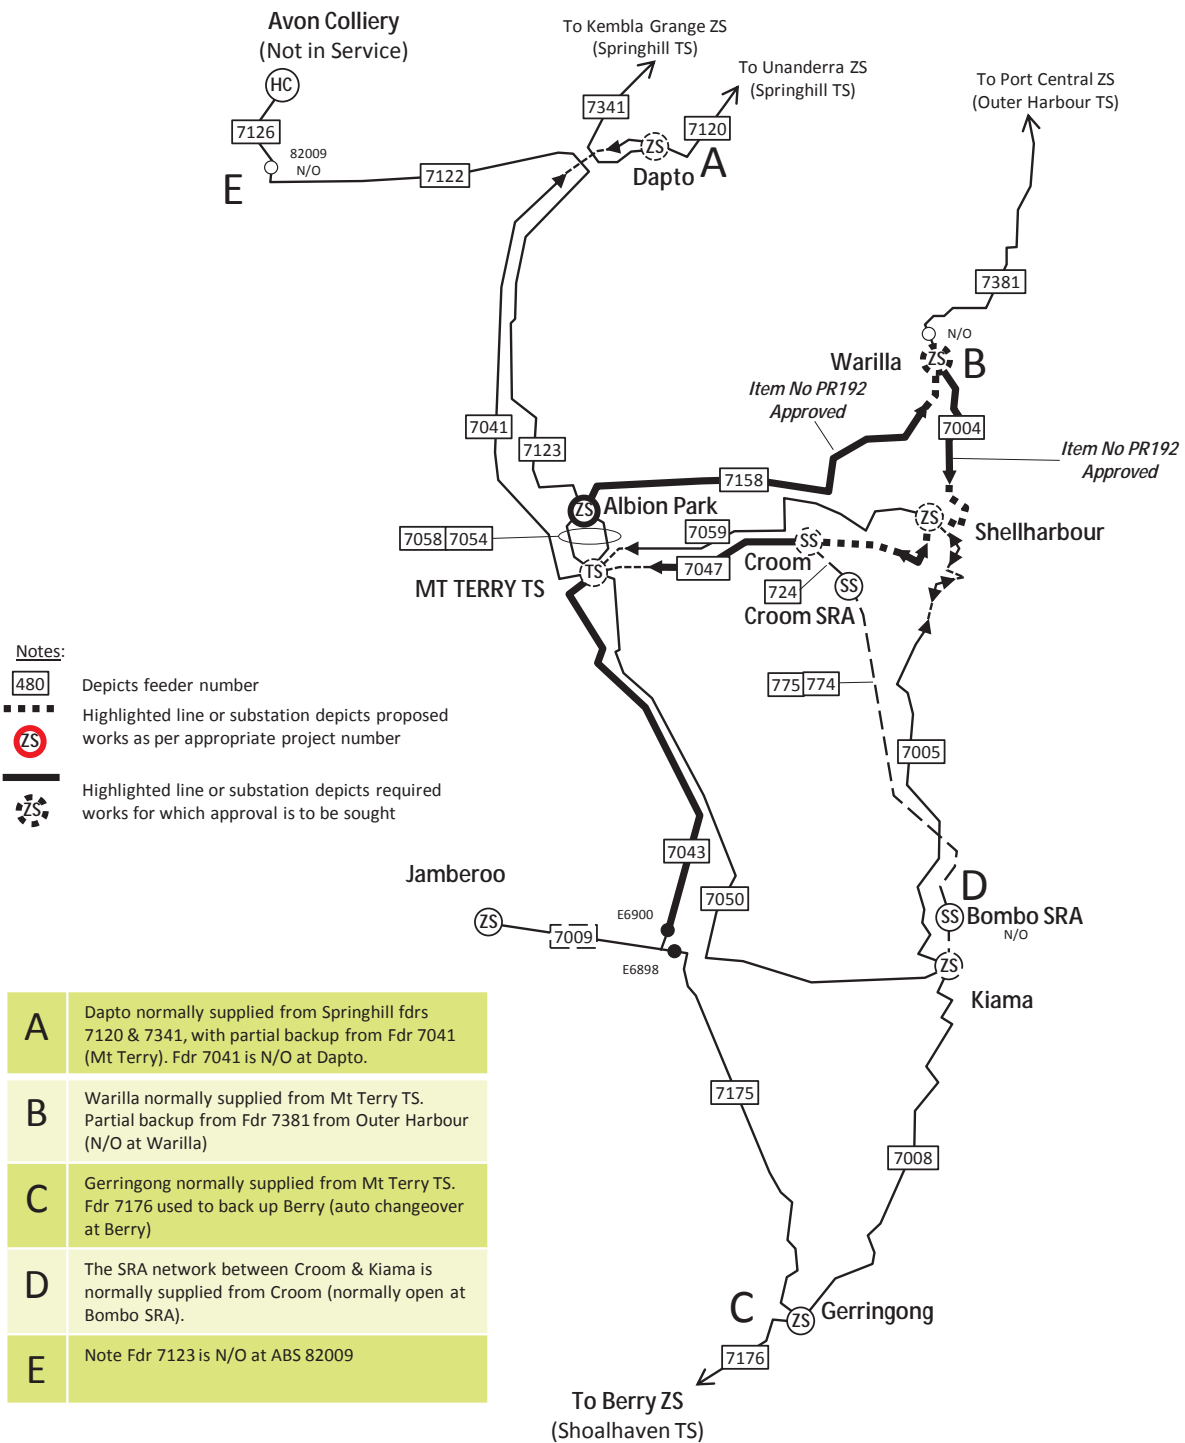 Avon Colliery
(Not in Service)
HC
7126
82009
N/O
E
7122
To Kembla Grange ZS
(Springhill TS)
7341
To Unanderra ZS
(Springhill TS)
7120
ZS
Dapto
A
To Port Central ZS
(Outer Harbour TS)
7381
N/O
Warilla
ZS
B
Item No PR192
Approved
7004
Item No PR192
Approved
7041
7123
7158
ZS
Albion Park
7058
7054
7059
ZS
Shellharbour
SS
Croom
7047
TS
MT TERRY TS
724
SS
Croom SRA
Notes:
480
Depicts feeder number
Highlighted line or substation depicts proposed
works as per appropriate project number
ZS
Highlighted line or substation depicts required
works for which approval is to be sought
ZS
775
774
7005
7043
Jamberoo
ZS
7009
E6900
E6898
7050
D
SS
Bombo SRA
N/O
ZS
Kiama
7175
7008
C
ZS
Gerringong
7176
To Berry ZS
(Shoalhaven TS)
A
Dapto normally supplied from Springhill fdrs
7120 & 7341, with partial backup from Fdr 7041
(Mt Terry). Fdr 7041 is N/O at Dapto.
B
Warilla normally supplied from Mt Terry TS.
Partial backup from Fdr 7381 from Outer Harbour
(N/O at Warilla)
C
Gerringong normally supplied from Mt Terry TS.
Fdr 7176 used to back up Berry (auto changeover
at Berry)
D
The SRA network between Croom & Kiama is
normally supplied from Croom (normally open at
Bombo SRA).
E
Note Fdr 7123 is N/O at ABS 82009